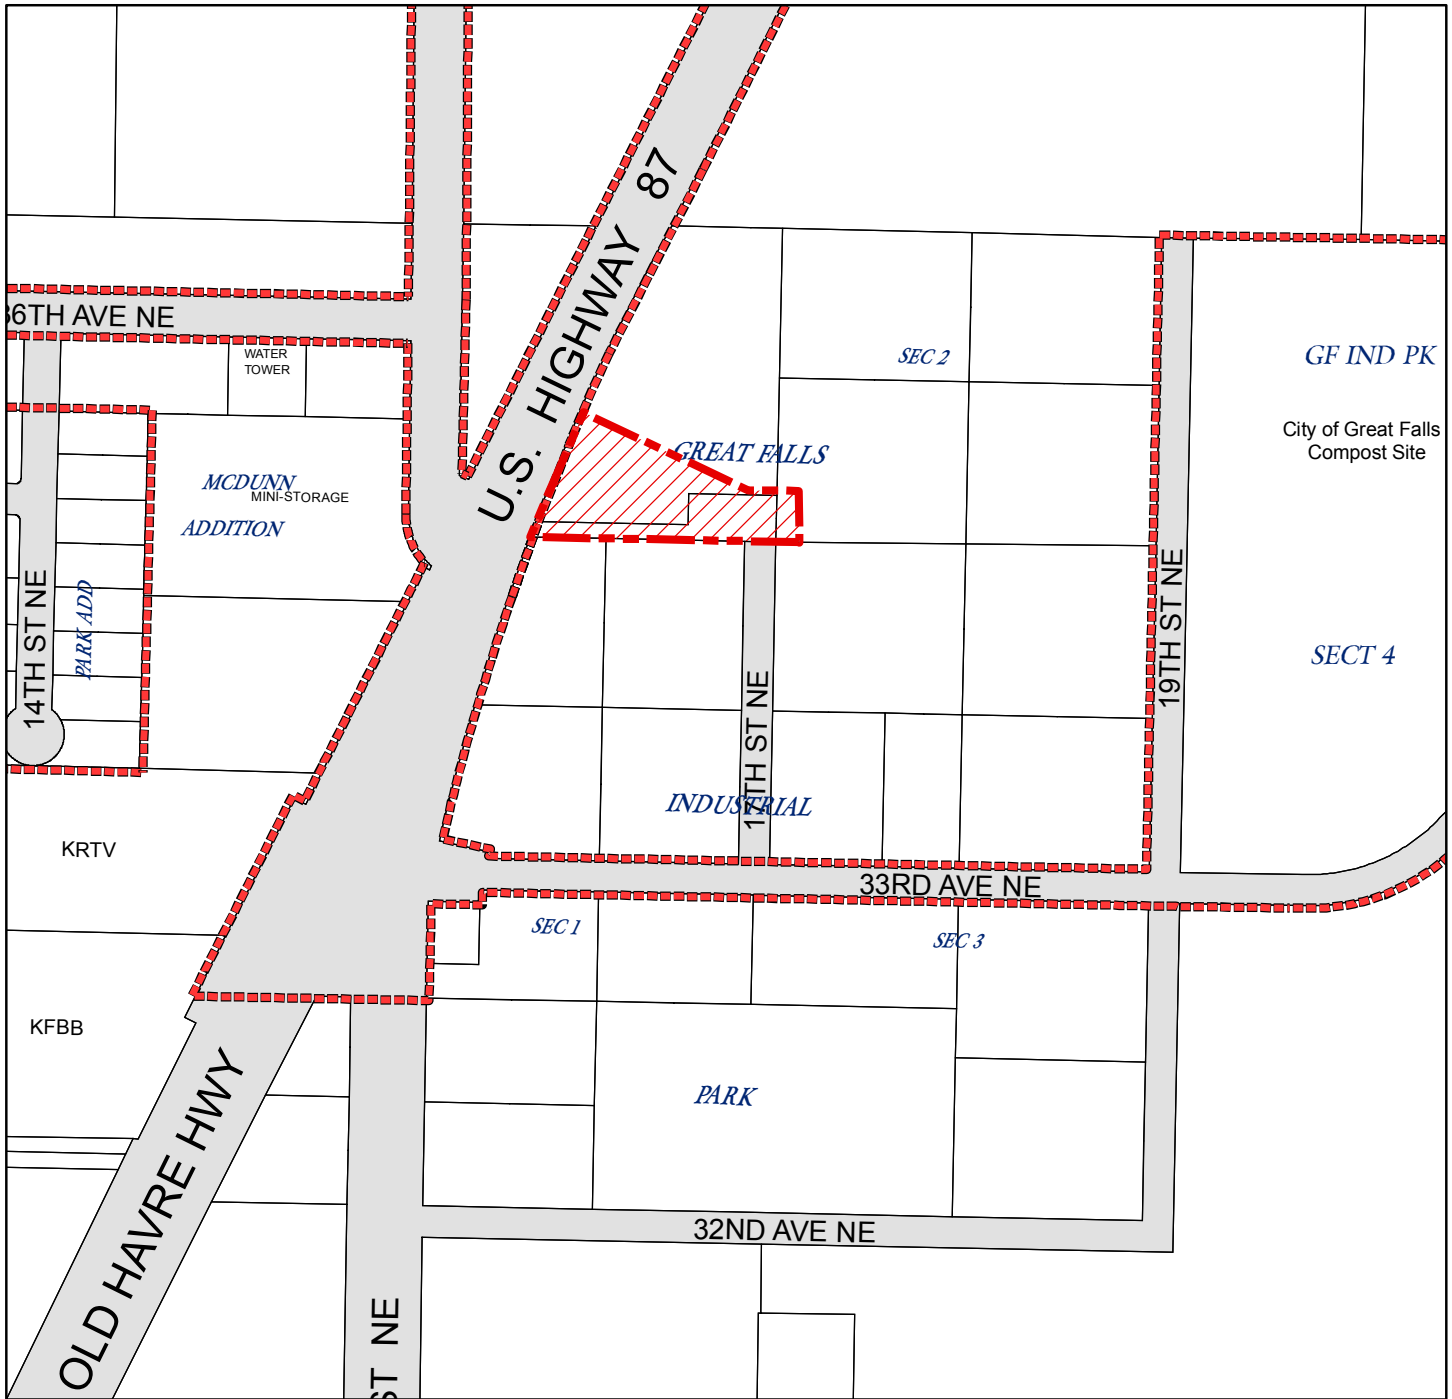 U.S. HIGHWAY 87
36TH AVE NE
WATER
TOWER
SEC 2
GF IND PK
City of Great Falls
Compost Site
GREAT FALLS
MCDUNN
MINI-STORAGE
ADDITION
14TH ST NE
PARK ADD
19TH ST NE
SECT 4
17TH ST NE
INDUSTRIAL
KRTV
33RD AVE NE
SEC 1
SEC 3
KFBB
PARK
OLD HAVRE HWY
32ND AVE NE
ST NE